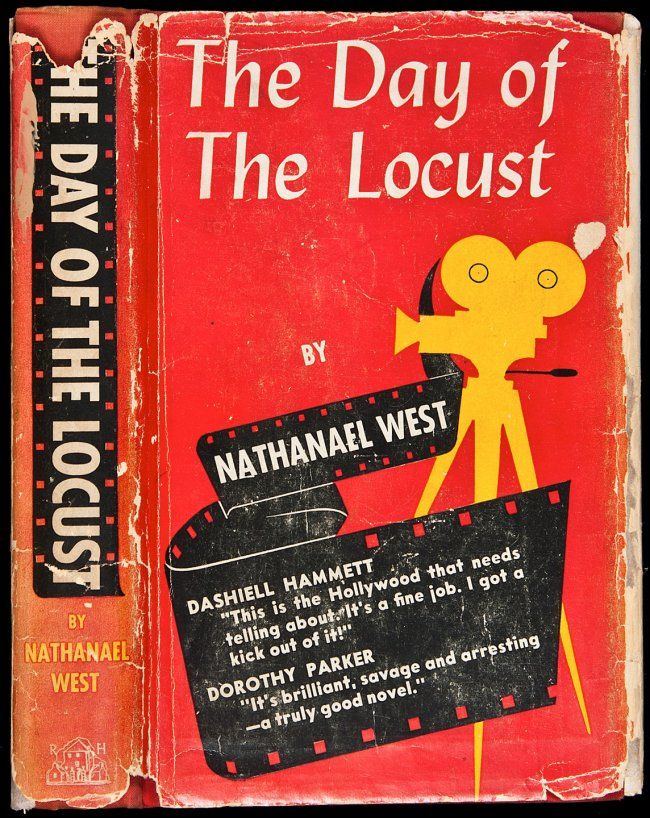 HE DAY OF THE LOCUST
BY
NATHANAEL
WEST
R H
The Day of
The Locust
BY
NATHANAEL WEST
DASHIELL HAMMETT
"This is the Hollywood that needs
telling about. It's a fine job. I got a
kick out of it!"
DOROTHY PARKER
"It's brilliant, savage and arresting
—a truly good novel."